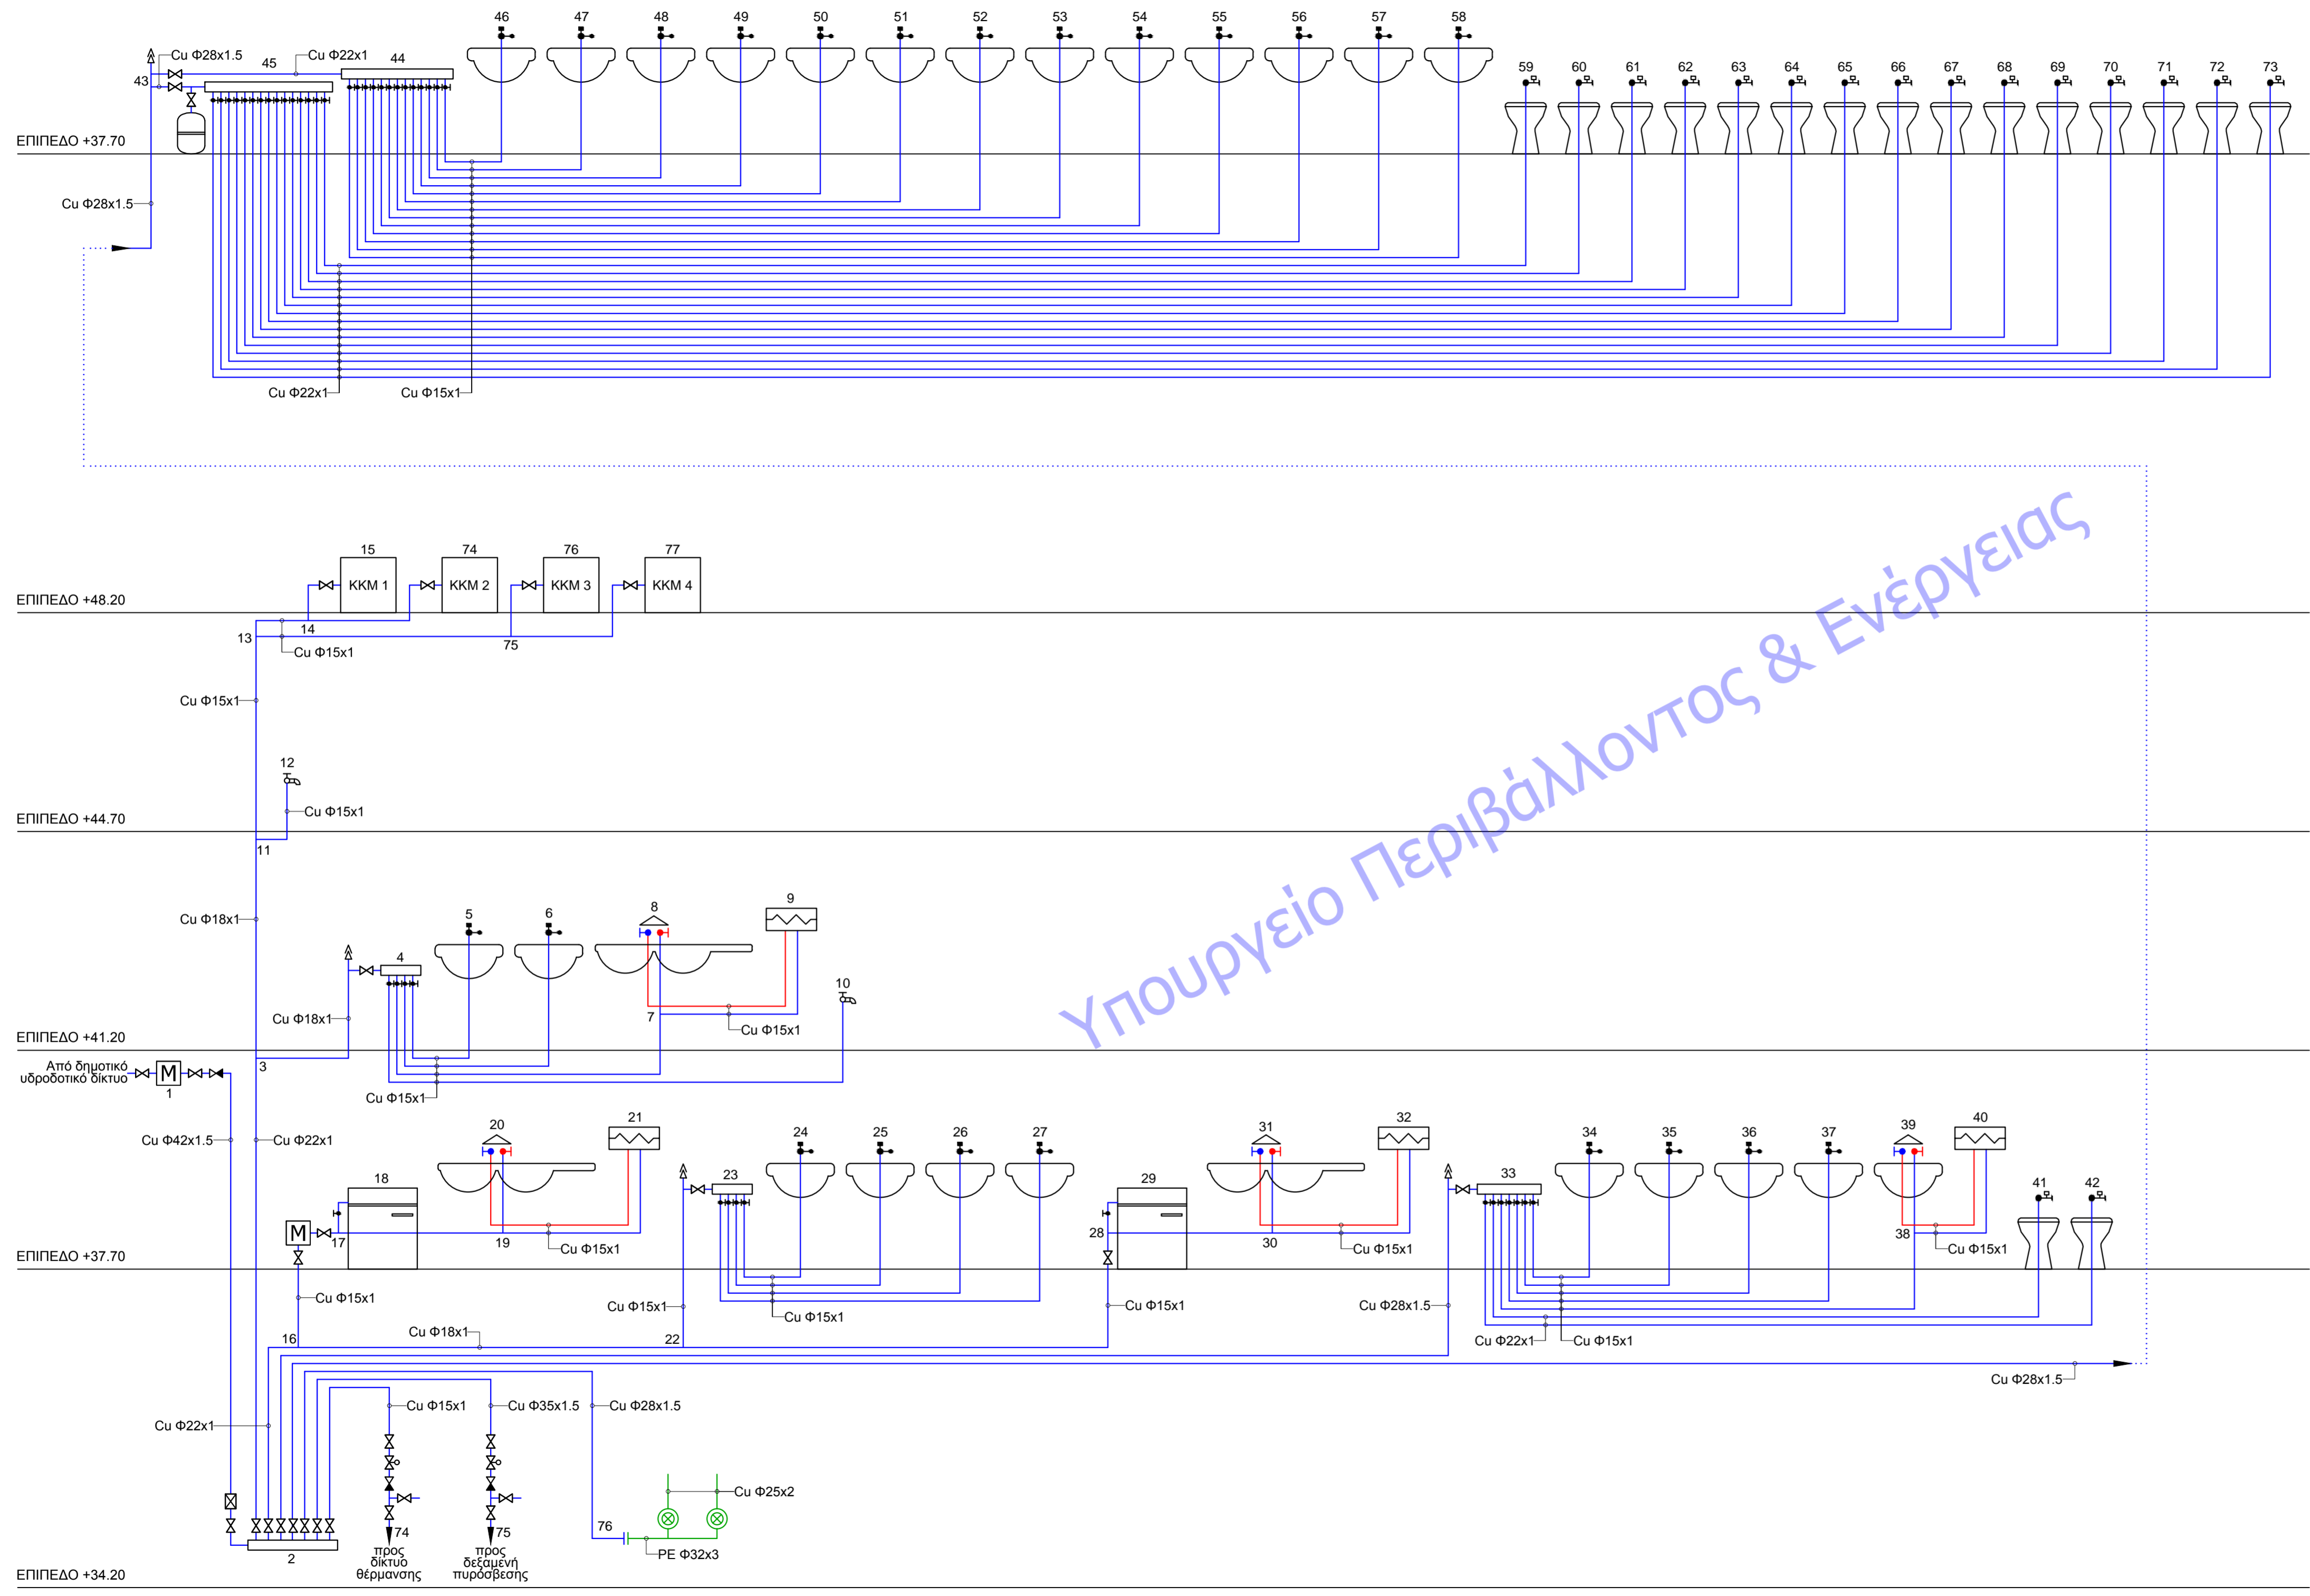 46 47 48 49 50 51 52 53 54 55 56 57 58
Cu Φ28x1.5 Cu Φ22x1
45 44
43
59 60 61 62 63 64 65 66 67 68 69 70 71 72 73
ΕΠΙΠΕΔΟ +37.70
Cu Φ28x1.5
Cu Φ22x1 Cu Φ15x1
15 74 76 77
KKM 1 KKM 2 KKM 3 KKM 4
ΕΠΙΠΕΔΟ +48.20
14
13 75
Cu Φ15x1
Cu Φ15x1
12
Cu Φ15x1
ΕΠΙΠΕΔΟ +44.70
11
Υπουργείο Περιβάλλοντος & Ενέργειας
9
8
5 6
Cu Φ18x1
4
10
Cu Φ18x1 7
Cu Φ15x1
ΕΠΙΠΕΔΟ +41.20
Από δημοτικό
υδροδοτικό δίκτυο
M
3
1
Cu Φ15x1
21 32 40
20 31 39
24 25 26 27 34 35 36 37
Cu Φ42x1.5 Cu Φ22x1
18 23 29 33
41 42
M
17 19 28 30 38
Cu Φ15x1 Cu Φ15x1 Cu Φ15x1
ΕΠΙΠΕΔΟ +37.70
Cu Φ15x1 Cu Φ15x1 Cu Φ15x1 Cu Φ28x1.5
Cu Φ15x1
16 Cu Φ18x1 22 Cu Φ22x1 Cu Φ15x1
Cu Φ28x1.5
Cu Φ15x1 Cu Φ35x1.5 Cu Φ28x1.5
Cu Φ22x1
Cu Φ25x2
74 75 76
προς
δίκτυο
θέρμανσης
προς
δεξαμενή
πυρόσβεσης
PE Φ32x3
2
ΕΠΙΠΕΔΟ +34.20